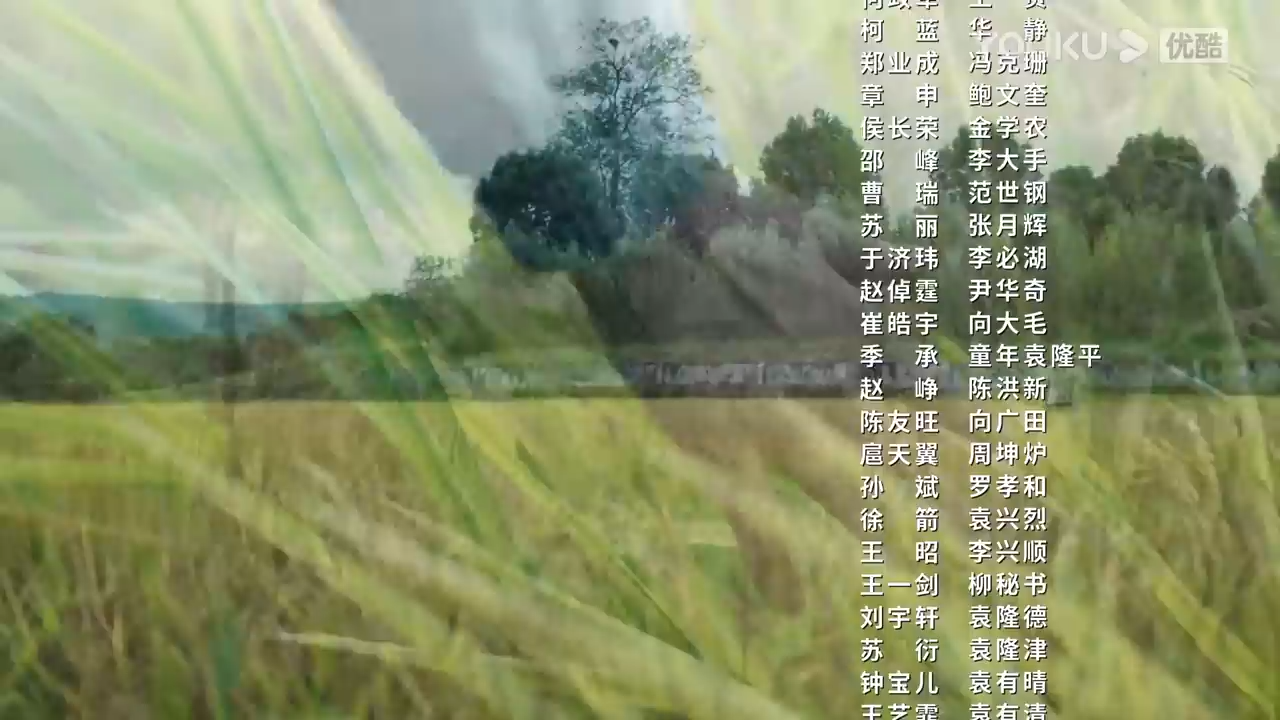 youku 优酷
柯蓝 华静
郑业成 冯克珊
章申 鲍文奎
侯长荣 金学农
邵峰 李大手
曹瑞 范世钢
苏丽 张月辉
于济玮 李必湖
赵倬霆 尹华奇
崔皓宇 向大毛
季承 童年袁隆平
赵峥 陈洪新
陈友旺 向广田
扈天翼 周坤炉
孙斌 罗孝和
徐箭 袁兴烈
王昭 李兴顺
王一剑 柳秘书
刘宇轩 袁隆德
苏衍 袁隆津
钟宝儿 袁有晴
王艺霏 袁有清